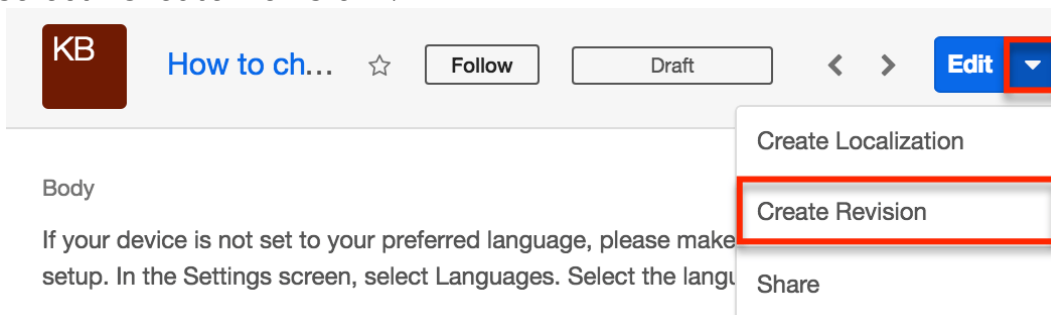 KB
How to ch... ☆ Follow Draft < > Edit
Create Localization
Body
Create Revision
If your device is not set to your preferred language, please make
setup. In the Settings screen, select Languages. Select the langu
Share